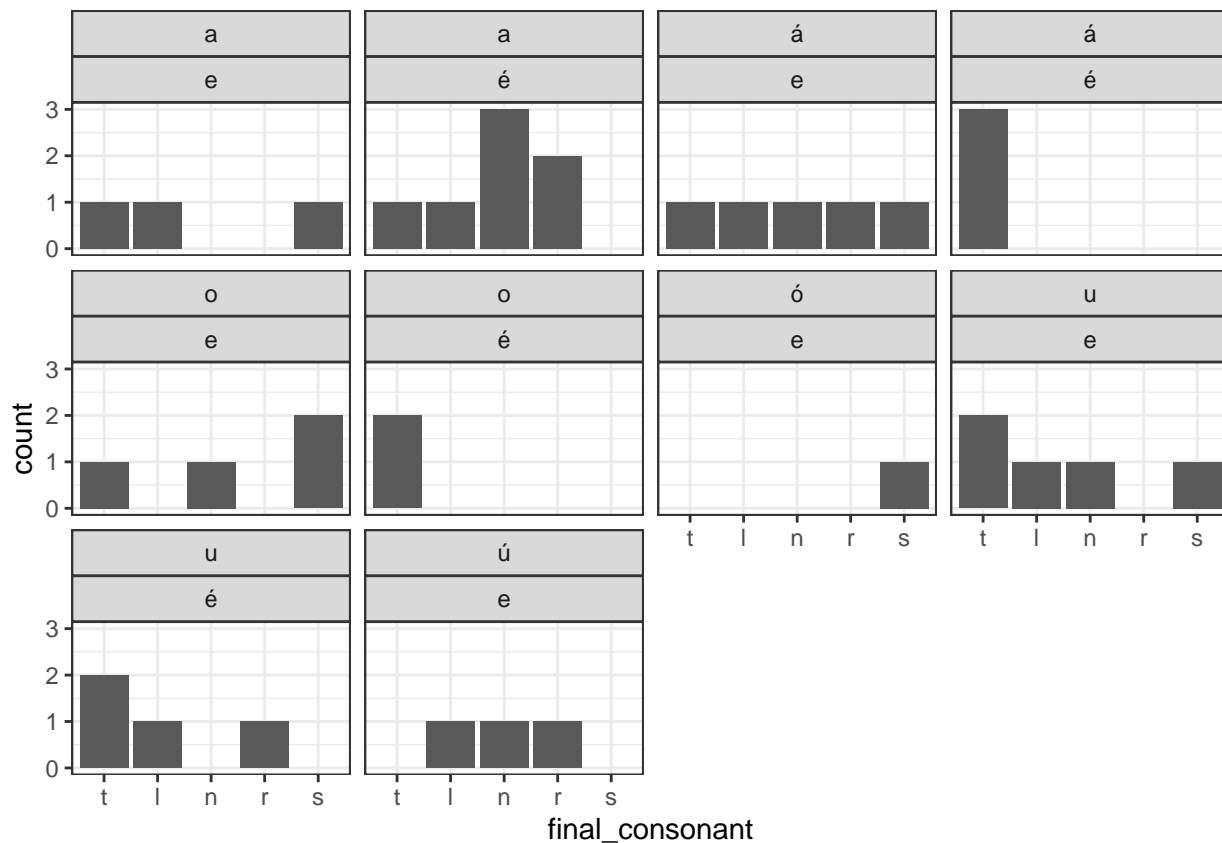 a a á á
e é e é
3
2
1
0
o o ó u
e é e e
3
2
1
0
t l n r s t l n r s
u ú
é e
3
2
1
0
t l n r s t l n r s
final_consonant
count